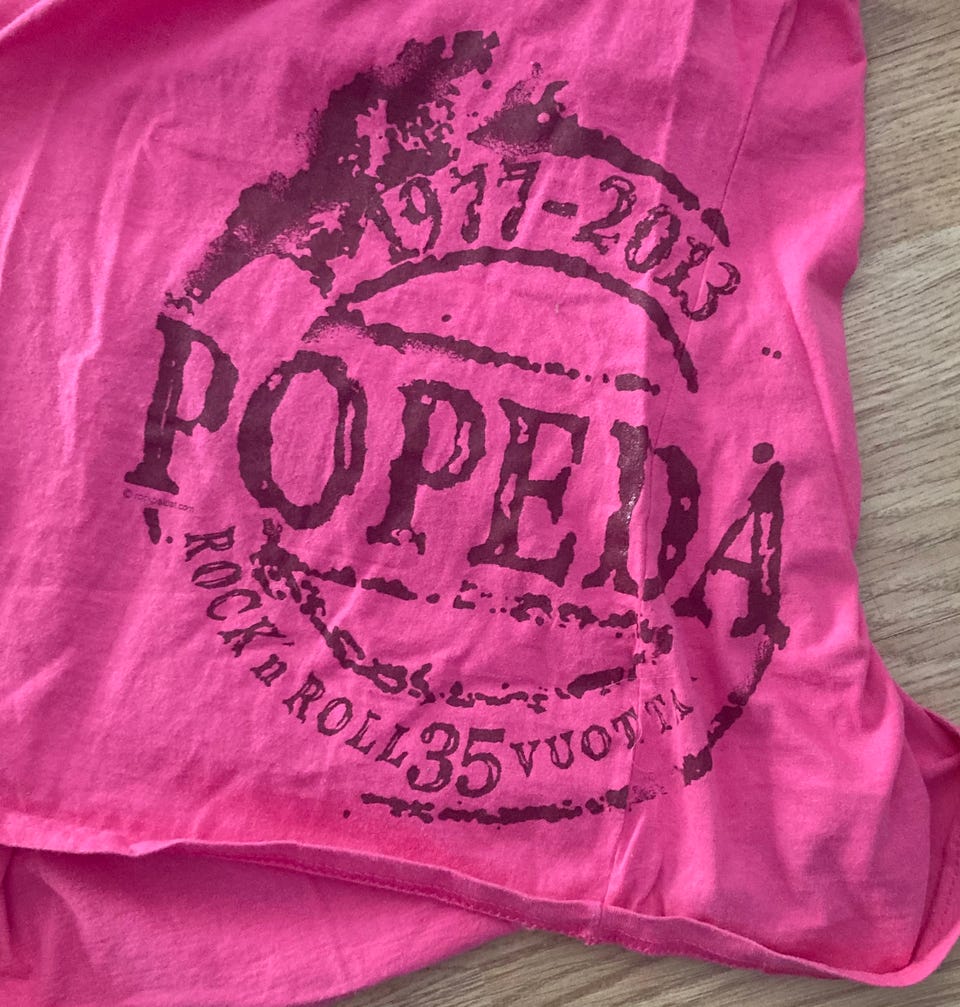 1977-2013
POPEDA
ROCK n ROLL 35 VUOTTA